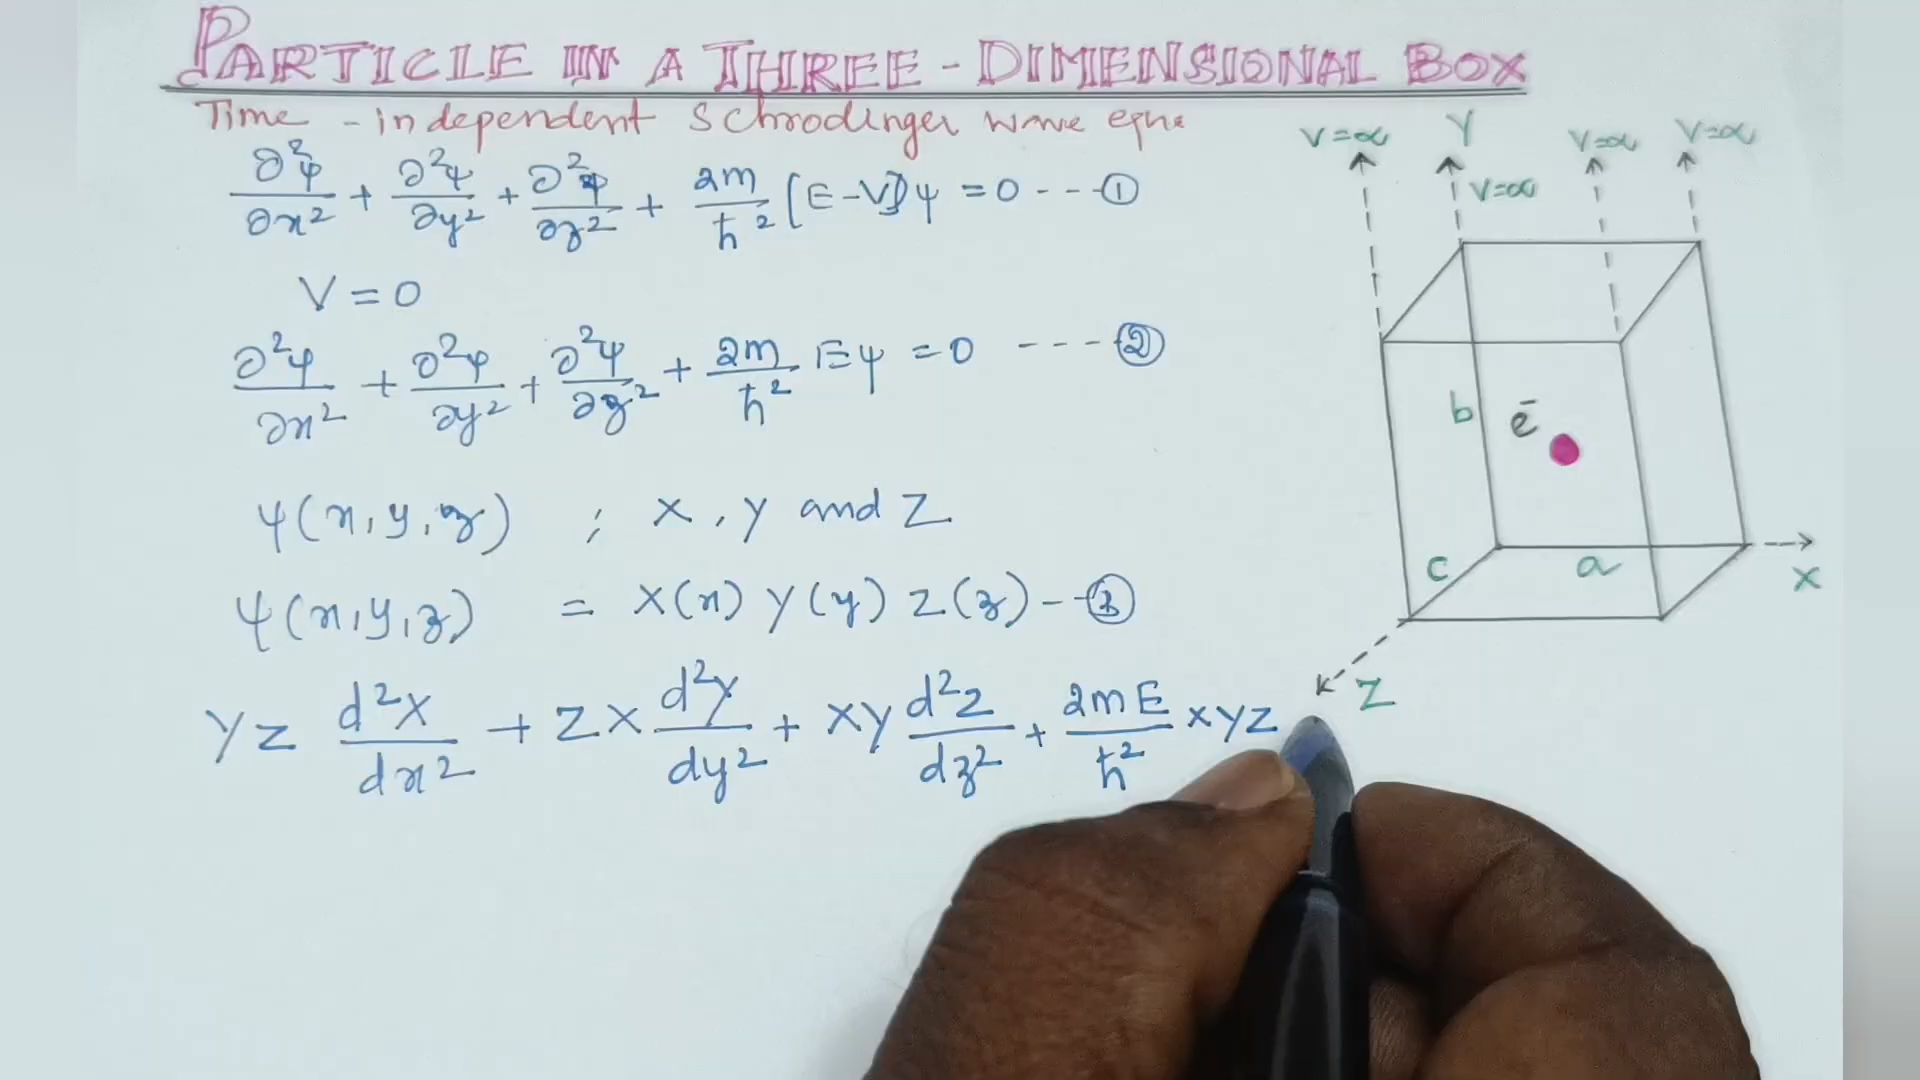 PARTICLE IN A THREE-DIMENSIONAL BOX
Time - independent Schrodinger wave eqn
∂²ψ/∂x² + ∂²ψ/∂y² + ∂²ψ/∂z² + 2m/ħ² [E-V]ψ = 0 --- ①
V = 0
∂²ψ/∂x² + ∂²ψ/∂y² + ∂²ψ/∂z² + 2m/ħ² Eψ = 0 ---- ②
ψ(x,y,z) ; X, Y and Z
ψ(x,y,z) = X(x) Y(y) Z(z) -- ③
YZ d²X/dx² + ZX d²Y/dy² + XY d²Z/dz² + 2mE/ħ² XYZ
V=∝
Y
V=∝
V=∝
V=∝
b
e⁻
c
a
X
Z